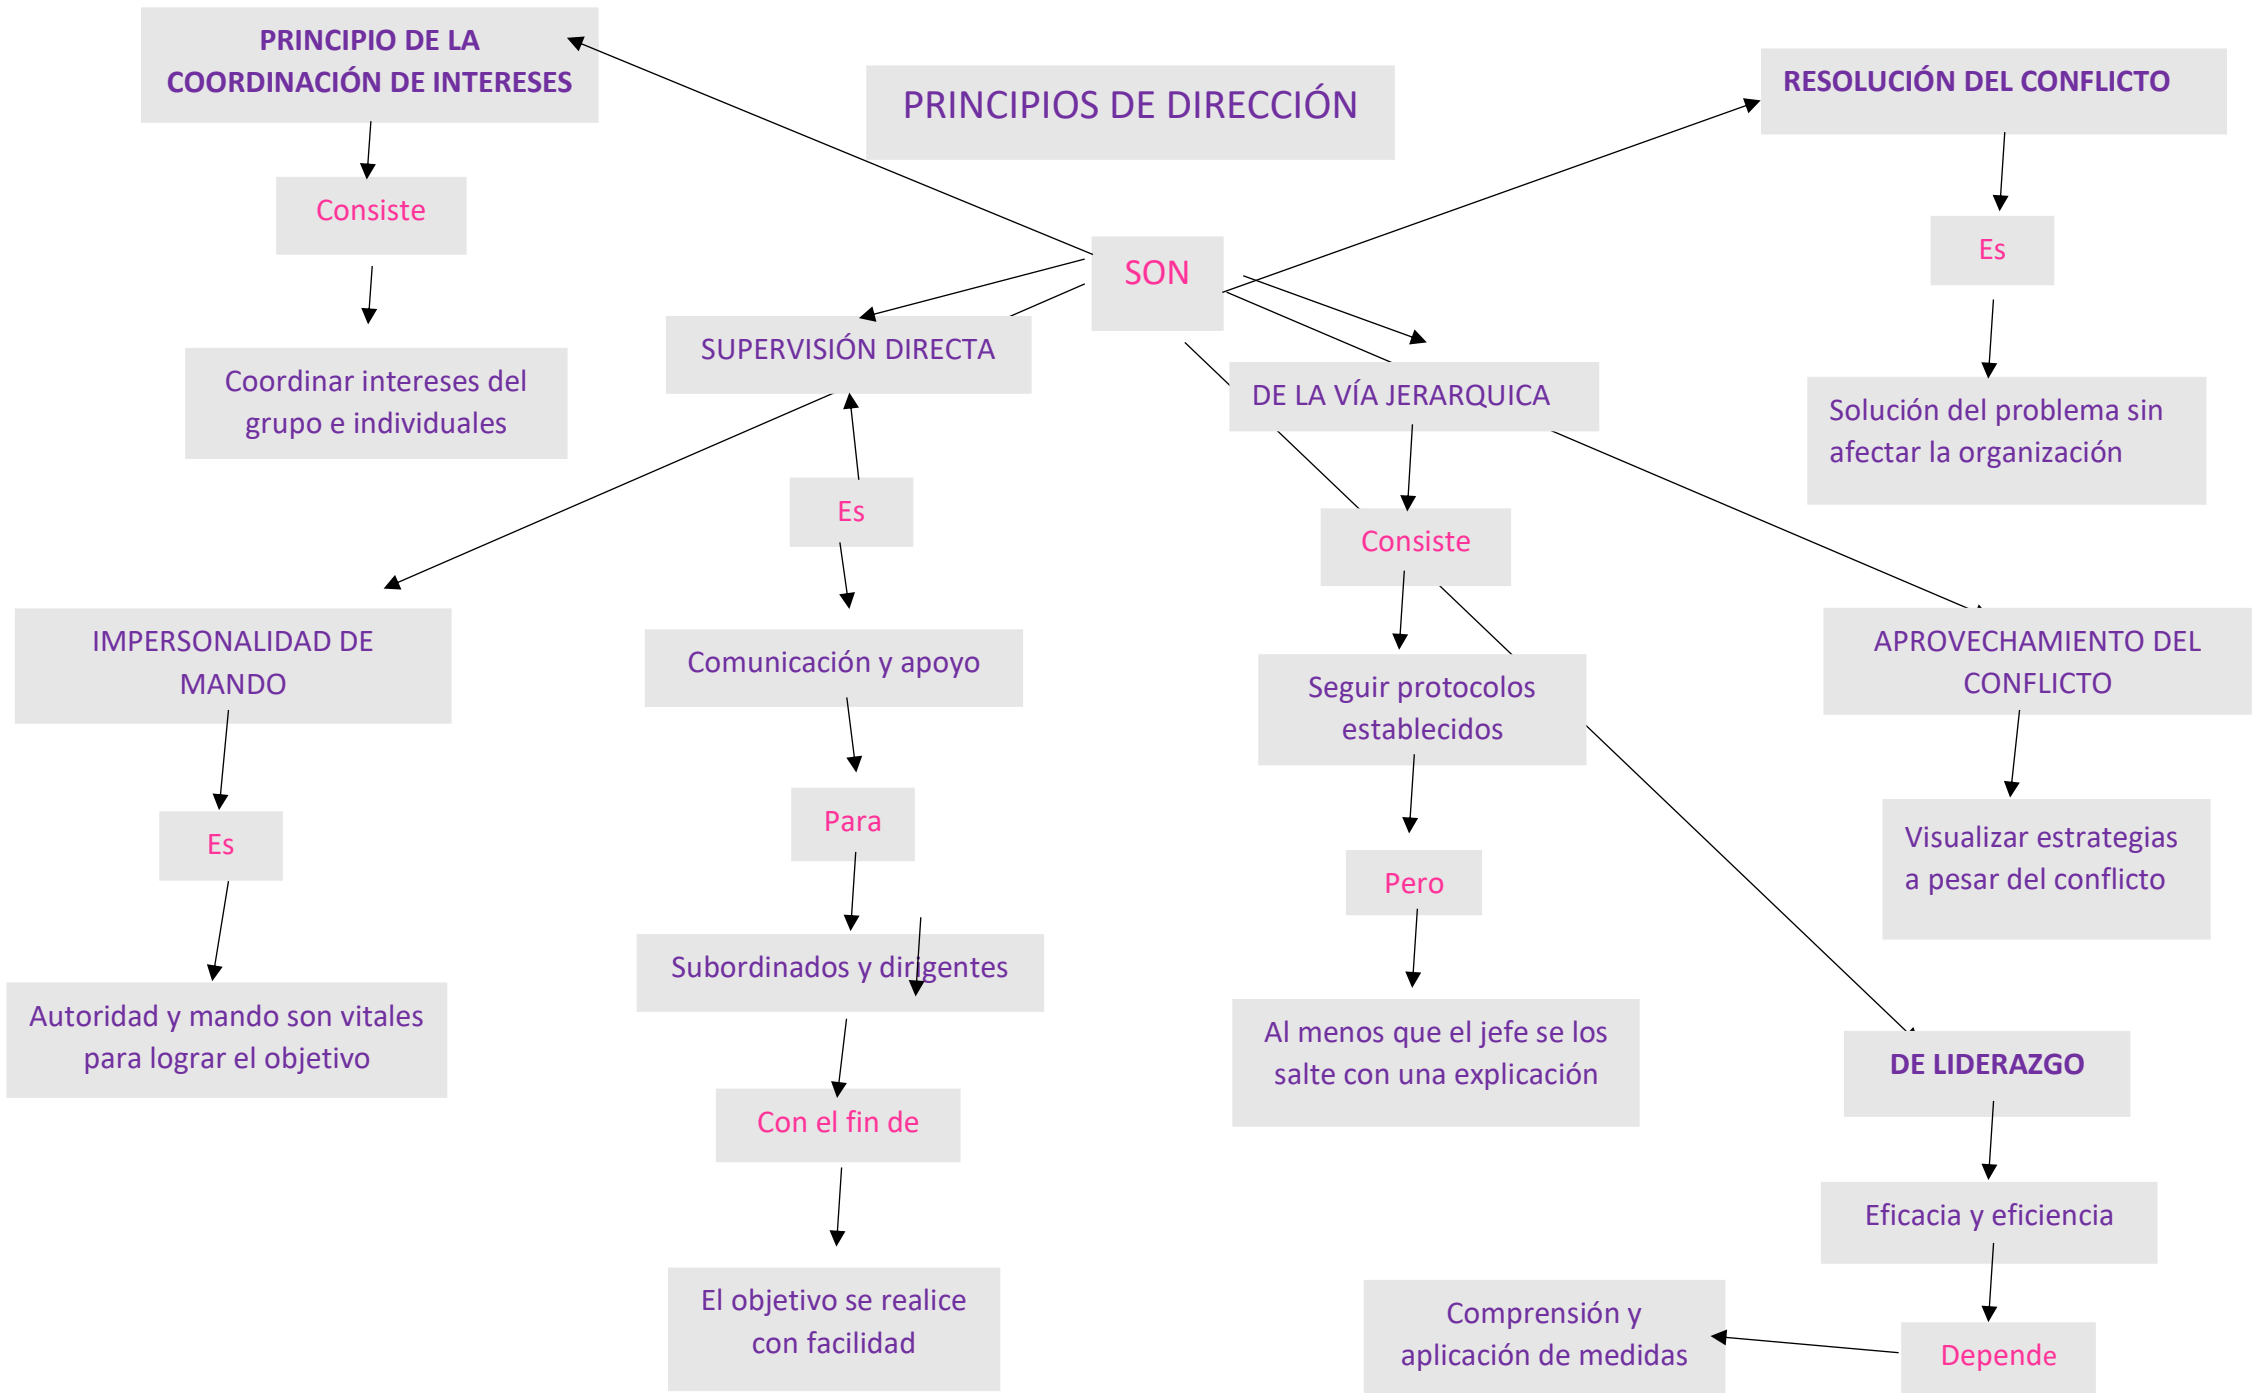 PRINCIPIO DE LA
COORDINACIÓN DE INTERESES
PRINCIPIOS DE DIRECCIÓN
RESOLUCIÓN DEL CONFLICTO
Consiste
Es
SON
Coordinar intereses del
grupo e individuales
SUPERVISIÓN DIRECTA
DE LA VÍA JERARQUICA
Solución del problema sin
afectar la organización
Es
Consiste
IMPERSONALIDAD DE
MANDO
Comunicación y apoyo
Seguir protocolos
establecidos
APROVECHAMIENTO DEL
CONFLICTO
Es
Para
Pero
Visualizar estrategias
a pesar del conflicto
Autoridad y mando son vitales
para lograr el objetivo
Subordinados y dirigentes
Al menos que el jefe se los
salte con una explicación
DE LIDERAZGO
Con el fin de
Eficacia y eficiencia
El objetivo se realice
con facilidad
Comprensión y
aplicación de medidas
Depende